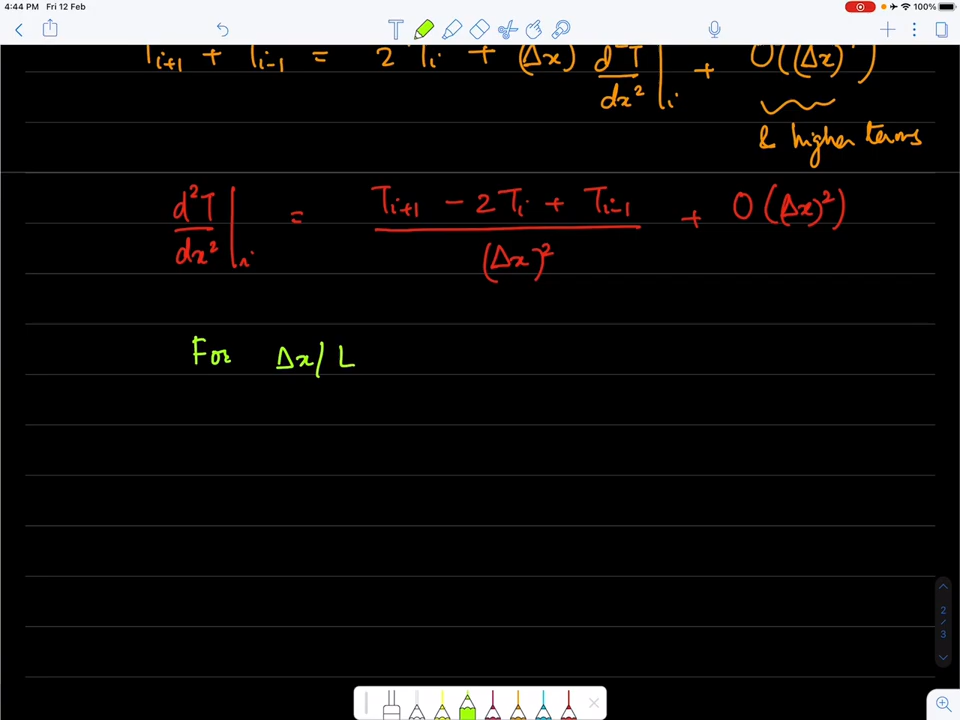 4:44 PM Fri 12 Feb 100%
T
T_{i+1} + T_{i-1} = 2 T_i + (Δx) d²T/dx² |_i + O((Δx)
& higher terms
d²T/dx² |_i = (T_{i+1} - 2T_i + T_{i-1})/(Δx)² + O(Δx)²)
For Δx/L
2
/
3